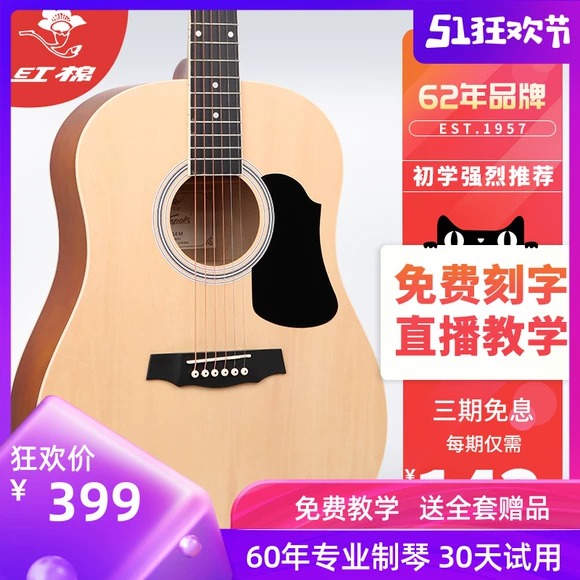 红棉
51狂欢节
62年品牌
EST.1957
初学强烈推荐
免费刻字
直播教学
三期免息
每期仅需
狂欢价
¥ 399
免费教学 送全套赠品
60年专业制琴 30天试用